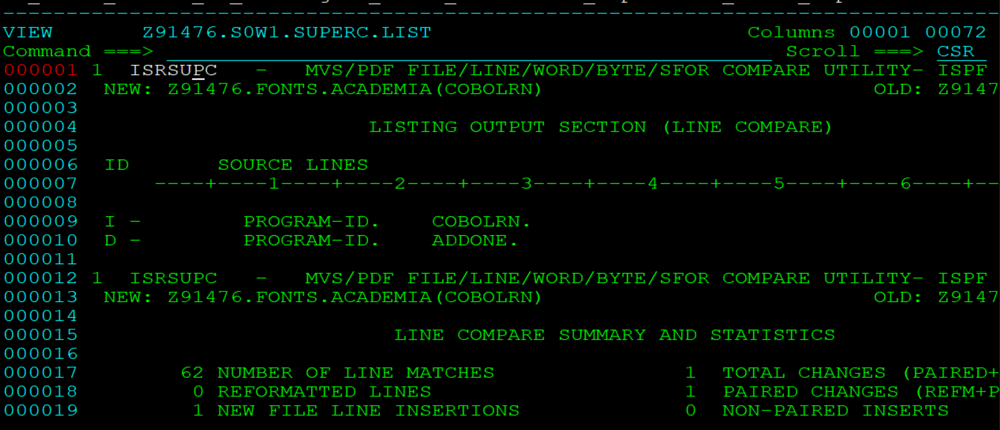 VIEW Z91476.S0W1.SUPERC.LIST Columns 00001 00072
Command ===> Scroll ===> CSR
000001 1 ISRSUPC - MVS/PDF FILE/LINE/WORD/BYTE/SFOR COMPARE UTILITY- ISPF
000002 NEW: Z91476.FONTS.ACADEMIA(COBOLRN) OLD: Z9147
000003
000004 LISTING OUTPUT SECTION (LINE COMPARE)
000005
000006 ID SOURCE LINES
000007 ----+----1----+----2----+----3----+----4----+----5----+----6----+--
000008
000009 I - PROGRAM-ID. COBOLRN.
000010 D - PROGRAM-ID. ADDONE.
000011
000012 1 ISRSUPC - MVS/PDF FILE/LINE/WORD/BYTE/SFOR COMPARE UTILITY- ISPF
000013 NEW: Z91476.FONTS.ACADEMIA(COBOLRN) OLD: Z9147
000014
000015 LINE COMPARE SUMMARY AND STATISTICS
000016
000017 62 NUMBER OF LINE MATCHES 1 TOTAL CHANGES (PAIRED+
000018 0 REFORMATTED LINES 1 PAIRED CHANGES (REFM+P
000019 1 NEW FILE LINE INSERTIONS 0 NON-PAIRED INSERTS